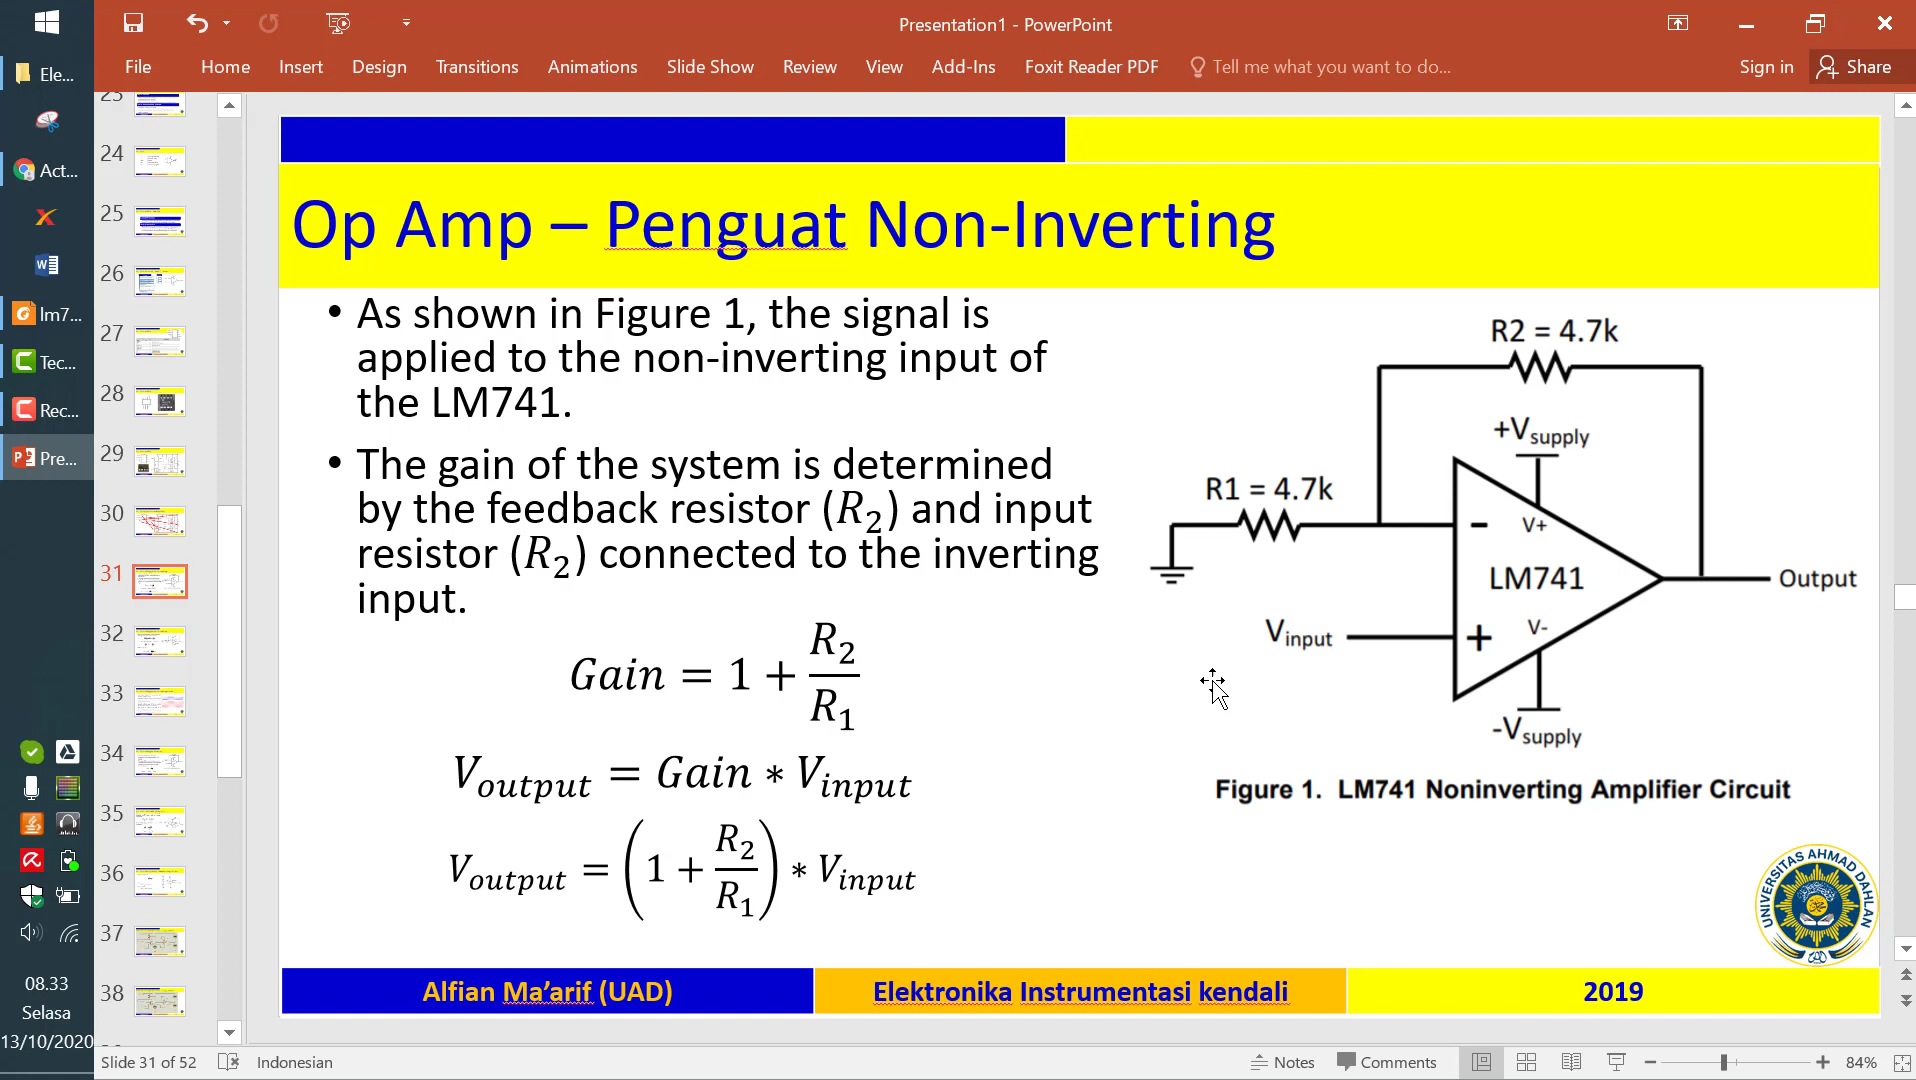 Presentation1 - PowerPoint
File Home Insert Design Transitions Animations Slide Show Review View Add-Ins Foxit Reader PDF Tell me what you want to do... Sign in Share
Ele...
Act...
lm7...
Tec...
Rec...
Pre...
23
24
25
26
27
28
29
30
31
32
33
34
35
36
37
38
Op Amp – Penguat Non-Inverting
• As shown in Figure 1, the signal is
applied to the non-inverting input of
the LM741.
• The gain of the system is determined
by the feedback resistor (R₂) and input
resistor (R₂) connected to the inverting
input.
Gain = 1 + R₂/R₁
V_output = Gain * V_input
V_output = (1 + R₂/R₁) * V_input
R2 = 4.7k
+Vsupply
R1 = 4.7k
- V+
LM741
Output
Vinput
+ V-
-Vsupply
Figure 1. LM741 Noninverting Amplifier Circuit
UNIVERSITAS AHMAD DAHLAN
Alfian Ma’arif (UAD) Elektronika Instrumentasi kendali 2019
08.33
Selasa
13/10/2020
Slide 31 of 52 Indonesian Notes Comments 84%